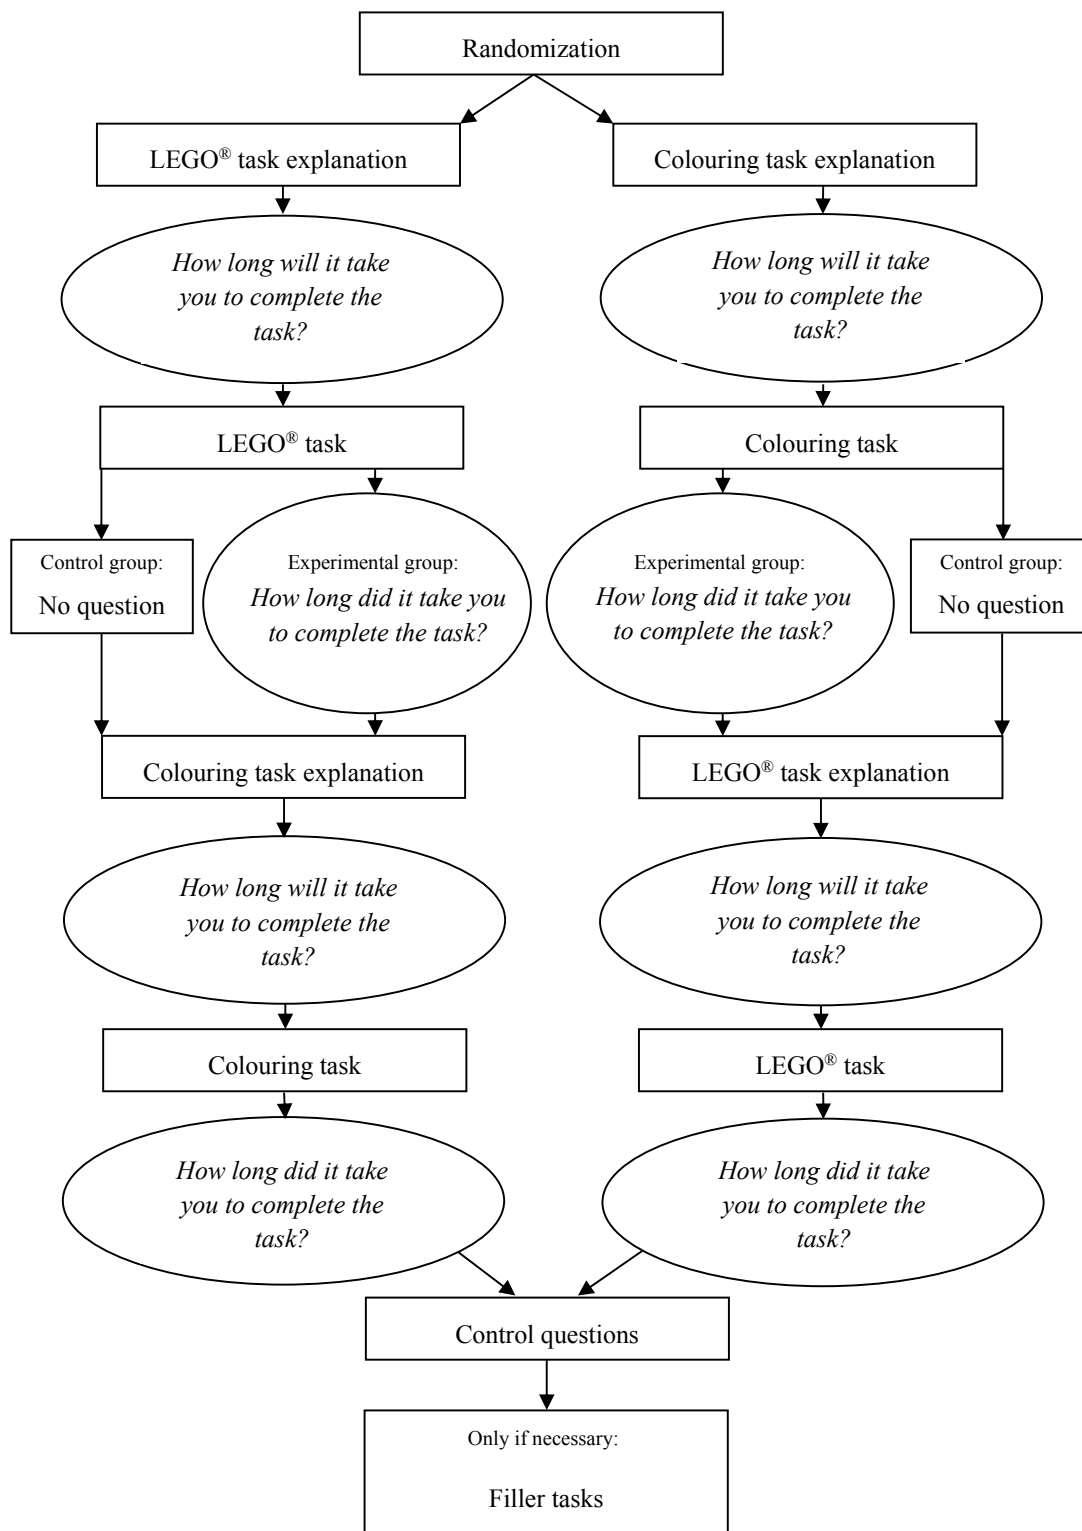 Randomization
LEGO® task explanation
Colouring task explanation
How long will it take
you to complete the
task?
How long will it take
you to complete the
task?
LEGO® task
Colouring task
Control group:
No question
Experimental group:
How long did it take you
to complete the task?
Experimental group:
How long did it take you
to complete the task?
Control group:
No question
Colouring task explanation
LEGO® task explanation
How long will it take
you to complete the
task?
How long will it take
you to complete the
task?
Colouring task
LEGO® task
How long did it take
you to complete the
task?
How long did it take
you to complete the
task?
Control questions
Only if necessary:
Filler tasks